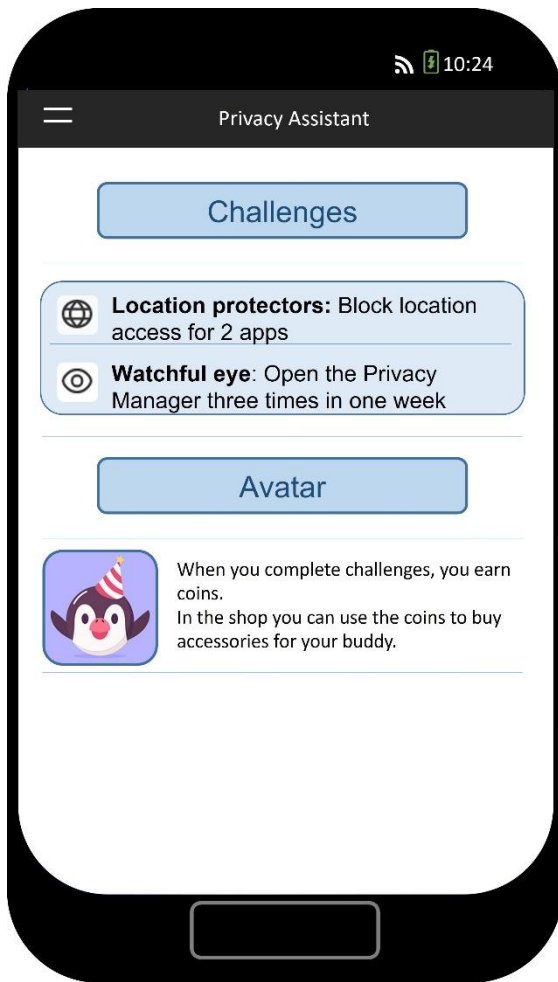 10:24
Privacy Assistant
Challenges
Location protectors: Block location
access for 2 apps
Watchful eye: Open the Privacy
Manager three times in one week
Avatar
When you complete challenges, you earn
coins.
In the shop you can use the coins to buy
accessories for your buddy.